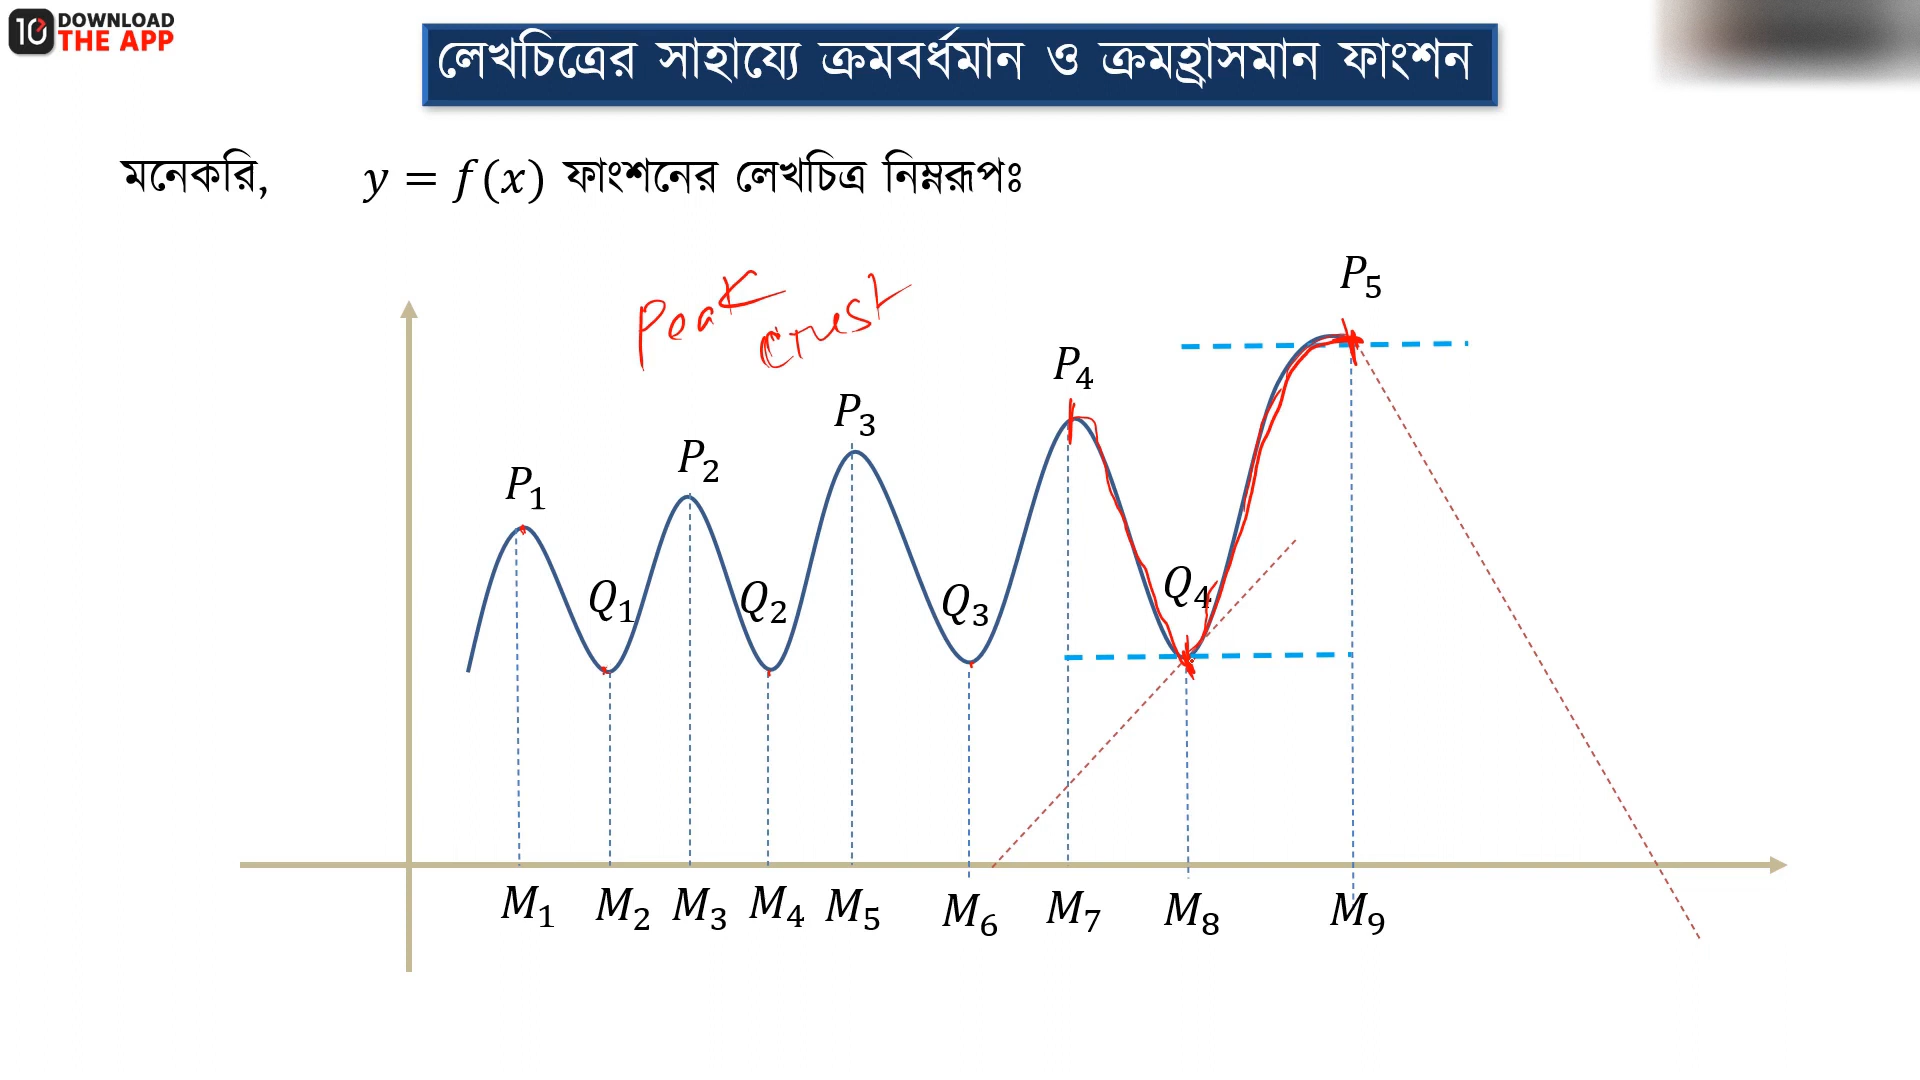 10 DOWNLOAD
THE APP
লেখচিত্রের সাহায্যে ক্রমবর্ধমান ও ক্রমহ্রাসমান ফাংশন
মনেকরি, y = f(x) ফাংশনের লেখচিত্র নিম্নরূপঃ
Peak
Crust
P₅
P₄
P₃
P₂
P₁
Q₁ Q₂ Q₃ Q₄
M₁ M₂ M₃ M₄ M₅ M₆ M₇ M₈ M₉